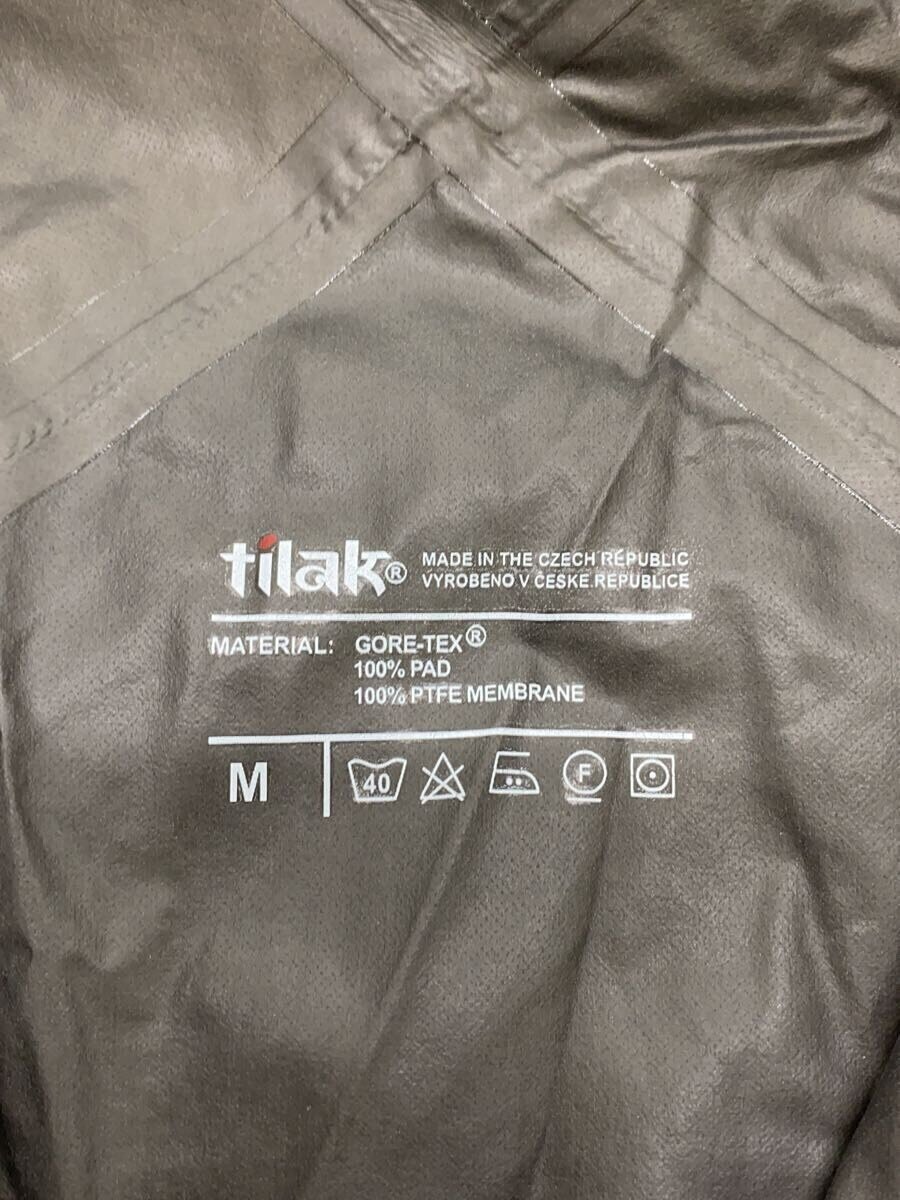 tilak®
MADE IN THE CZECH REPUBLIC
VYROBENO V ČESKÉ REPUBLICE
MATERIAL: GORE-TEX®
100% PAD
100% PTFE MEMBRANE
M
40
F